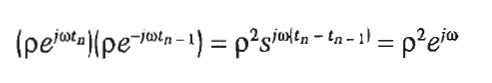 (ρe^{jωt_n})(ρe^{-jωt_{n-1}}) = ρ^2 s^{jω(t_n - t_{n-1})} = ρ^2 e^{jω}